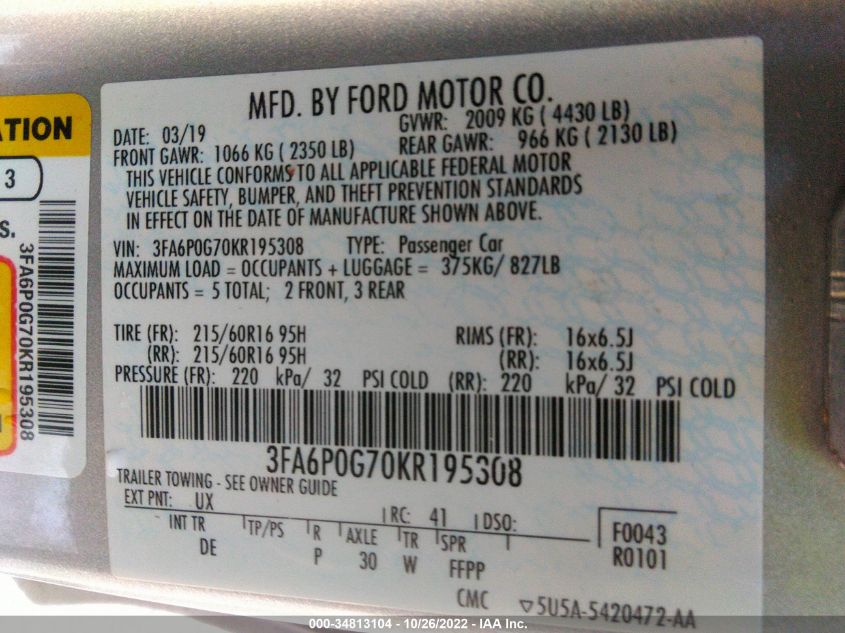 MFD. BY FORD MOTOR CO.
DATE: 03/19 GVWR: 2009 KG ( 4430 LB)
FRONT GAWR: 1066 KG ( 2350 LB) REAR GAWR: 966 KG ( 2130 LB)
THIS VEHICLE CONFORMS TO ALL APPLICABLE FEDERAL MOTOR
VEHICLE SAFETY, BUMPER, AND THEFT PREVENTION STANDARDS
IN EFFECT ON THE DATE OF MANUFACTURE SHOWN ABOVE.
VIN: 3FA6P0G70KR195308 TYPE: Passenger Car
MAXIMUM LOAD = OCCUPANTS + LUGGAGE = 375KG/ 827LB
OCCUPANTS = 5 TOTAL; 2 FRONT, 3 REAR
TIRE (FR): 215/60R16 95H RIMS (FR): 16x6.5J
(RR): 215/60R16 95H (RR): 16x6.5J
PRESSURE (FR): 220 kPa/ 32 PSI COLD (RR): 220 kPa/ 32 PSI COLD
3FA6P0G70KR195308
TRAILER TOWING - SEE OWNER GUIDE
EXT PNT: UX RC: 41 DSO:
INT TR TP/PS R AXLE TR SPR
DE P 30 W FFPP
F0043
R0101
CMC ▽5U5A-5420472-AA
3
S.
3FA6P0G70KR195308
000-34813104 - 10/26/2022 - IAA Inc.